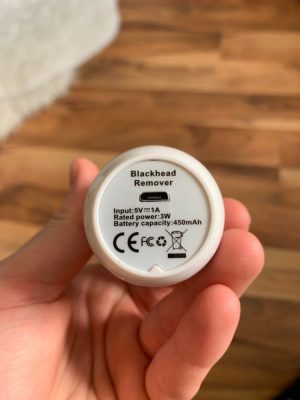 Blackhead
Remover
Input:5V⎓1A
Rated power:3W
Battery capacity:450mAh
CE FC